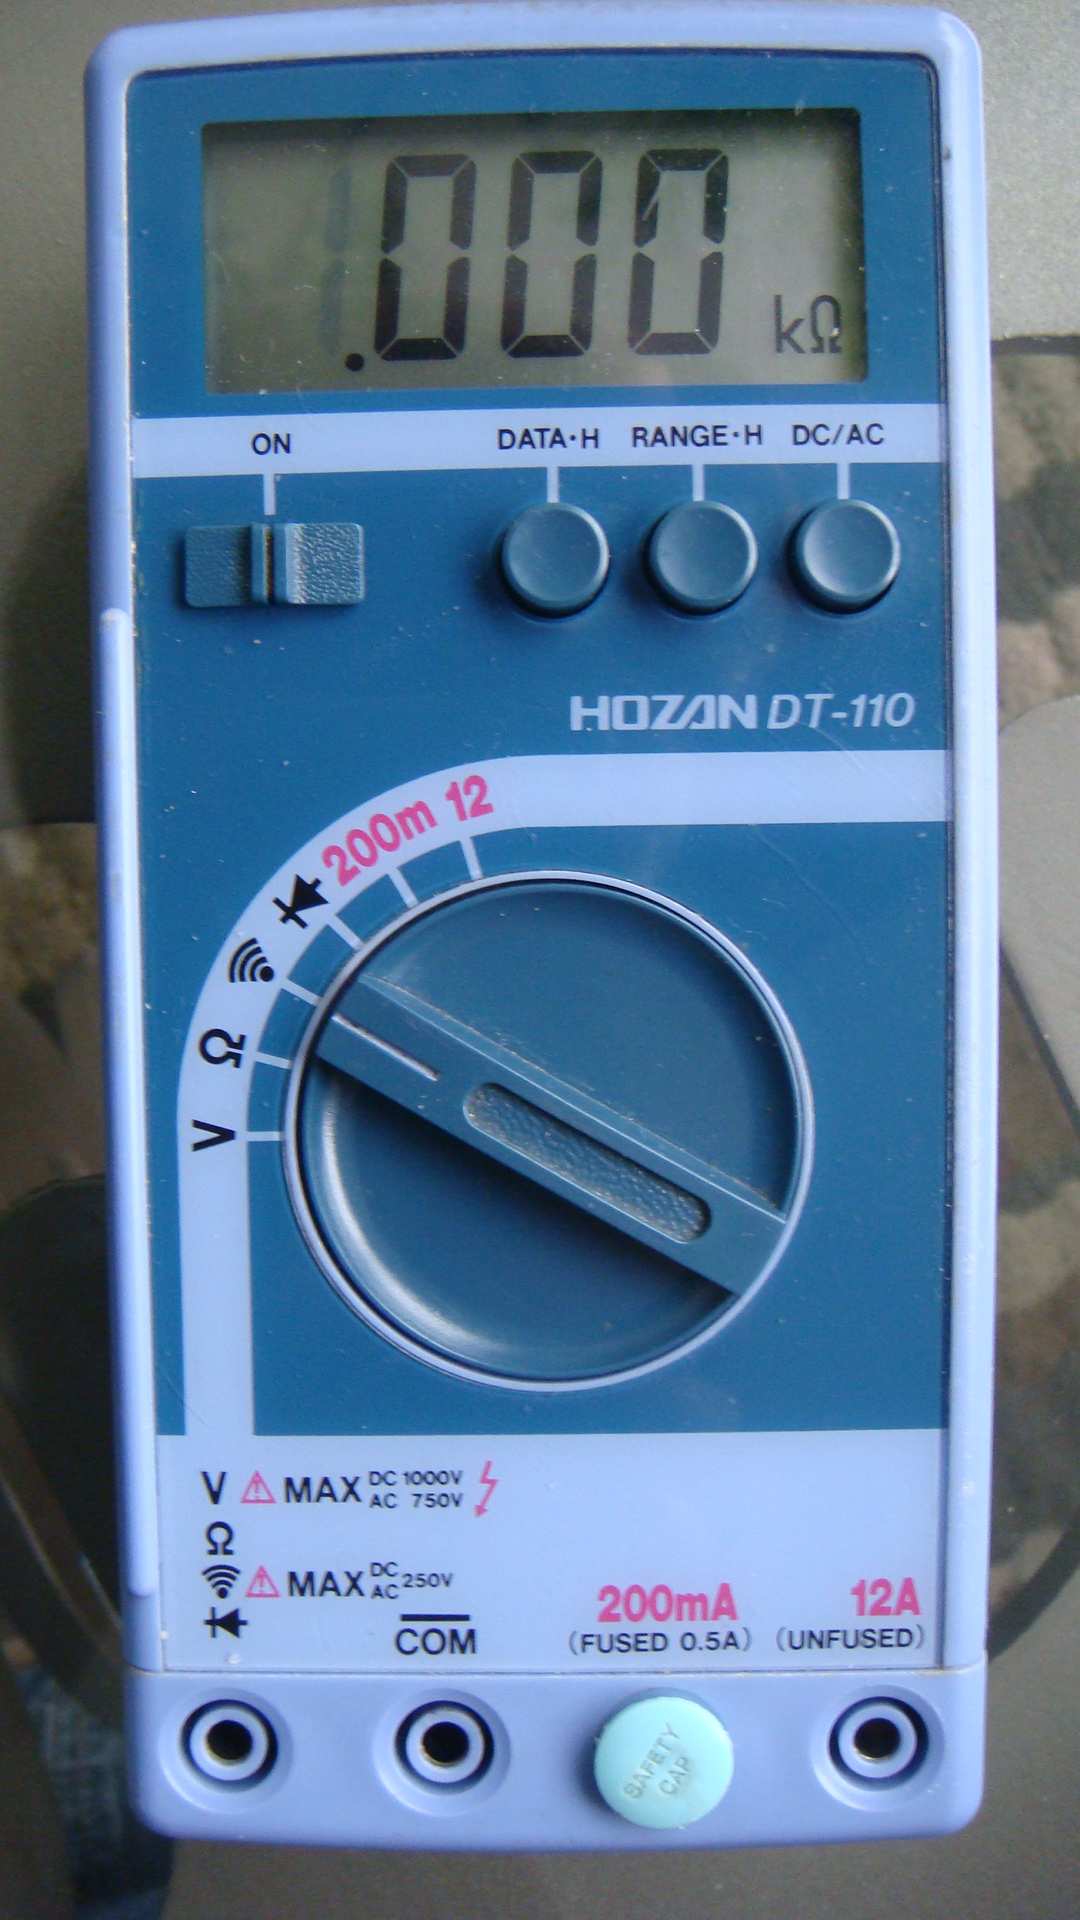 .000 kΩ
ON DATA·H RANGE·H DC/AC
HOZAN DT-110
200m 12
Ω
V
V MAX DC 1000V
AC 750V
Ω
MAX DC AC 250V
COM
200mA
(FUSED 0.5A)
12A
(UNFUSED)
SAFETY
CAP